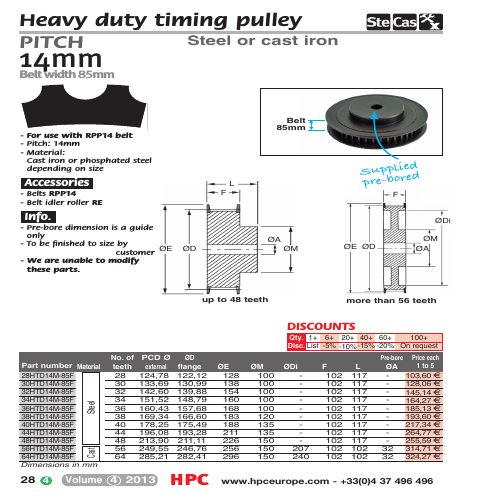 Heavy duty timing pulley
Ste Cas
PITCH
14mm
Belt width 85mm
Steel or cast iron
Belt
85mm
Supplied
pre-bored
- For use with RPP14 belt
- Pitch: 14mm
- Material:
Cast iron or phosphated steel
depending on size
Accessories
- Belts RPP14
- Belt idler roller RE
Info.
- Pre-bore dimension is a guide
only
- To be finished to size by
customer
- We are unable to modify
these parts.
L
F
ØE ØD ØA ØM
up to 48 teeth
F
ØDi
ØM
ØE ØD ØA
more than 56 teeth
DISCOUNTS
Qty. 1+ 6+ 20+ 40+ 60+ 100+
Disc. List -5% -10% -15% -20% On request
Part number Material No. of teeth PCD Ø external ØD flange ØE ØM ØDi F L Pre-bore ØA Price each 1 to 5
Steel
28HTD14M-85F 28 124,78 122,12 128 100 - 102 117 - 103,60 €
30HTD14M-85F 30 133,69 130,99 138 100 - 102 117 - 128,06 €
32HTD14M-85F 32 142,60 139,88 154 100 - 102 117 - 145,14 €
34HTD14M-85F 34 151,52 148,79 160 100 - 102 117 - 164,27 €
36HTD14M-85F 36 160,43 157,68 168 100 - 102 117 - 185,13 €
38HTD14M-85F 38 169,34 166,60 183 120 - 102 117 - 193,60 €
40HTD14M-85F 40 178,25 175,49 188 135 - 102 117 - 217,34 €
44HTD14M-85F 44 196,08 193,28 211 135 - 102 117 - 264,77 €
48HTD14M-85F 48 213,90 211,11 226 150 - 102 117 - 255,59 €
Cast
56HTD14M-85F 56 249,55 246,76 256 150 207 102 102 32 314,71 €
64HTD14M-85F 64 285,21 282,41 296 150 240 102 102 32 324,27 €
Dimensions in mm
28 4 Volume 4 2013 HPC www.hpceurope.com - +33(0)4 37 496 496